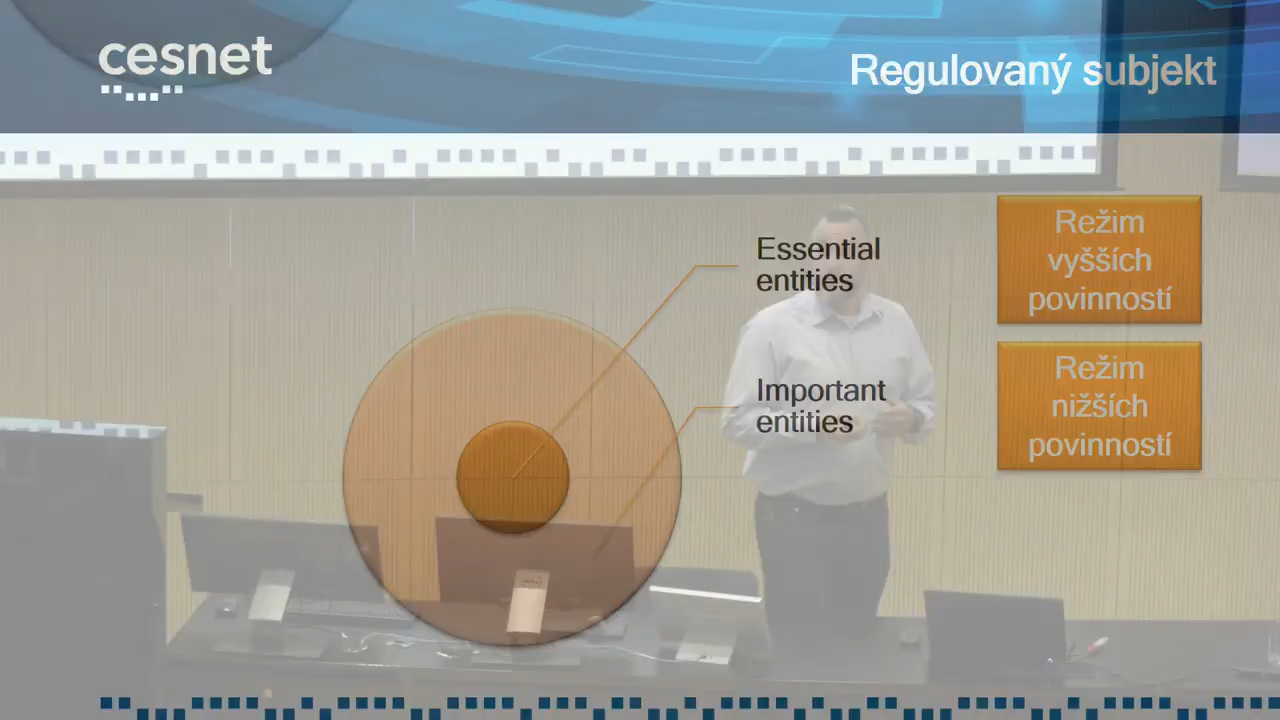 cesnet
Regulovaný subjekt
Essential
entities
Important
entities
Režim
vyšších
povinností
Režim
nižších
povinností